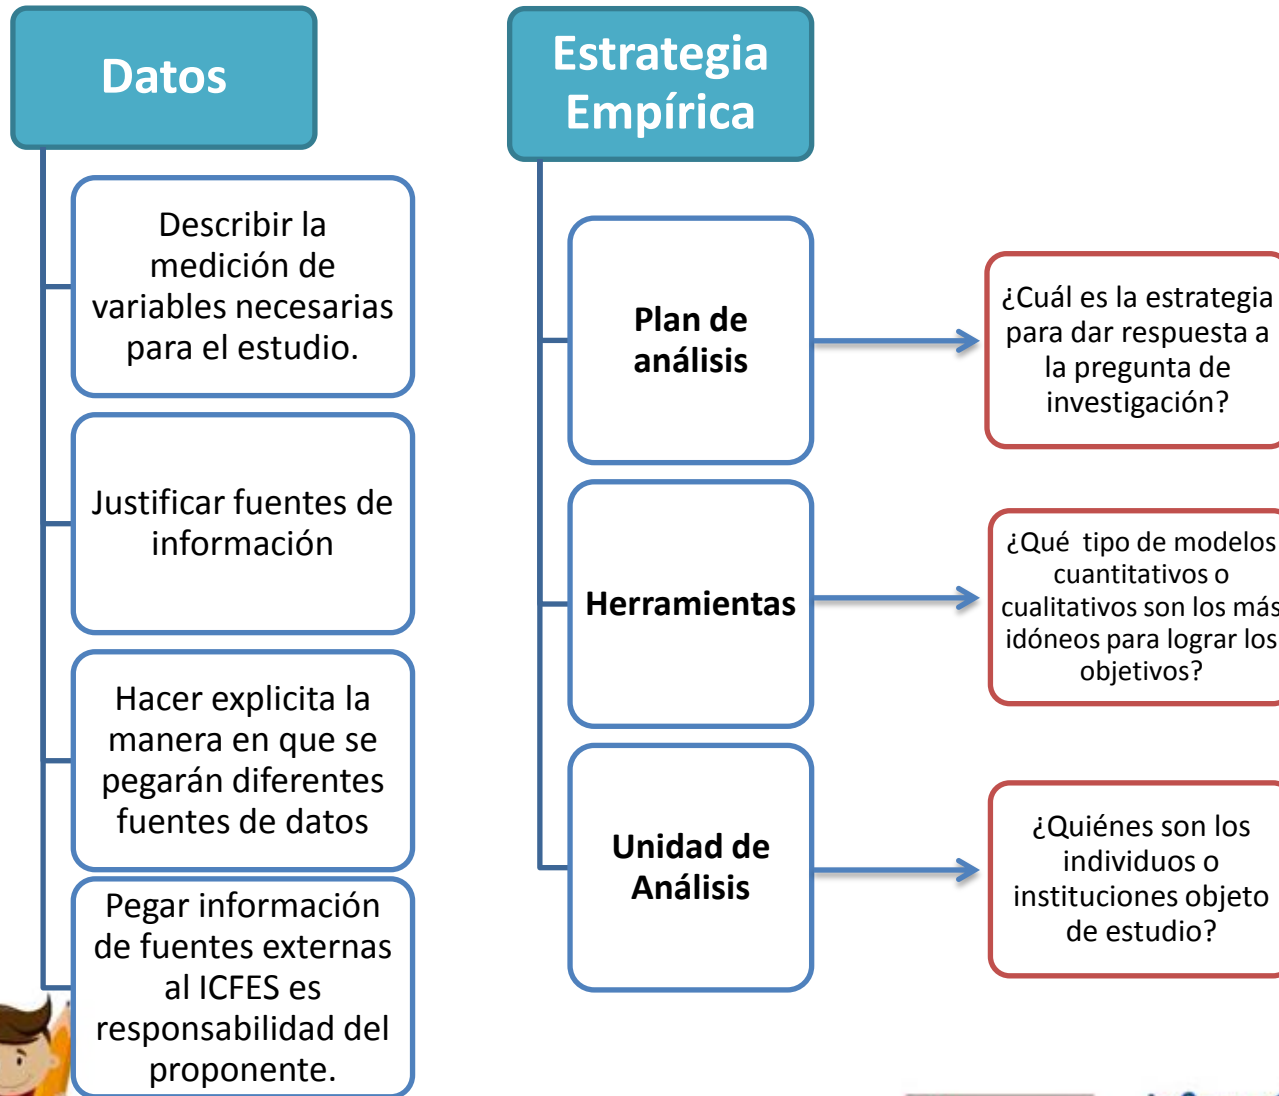 Datos
Describir la
medición de
variables necesarias
para el estudio.
Justificar fuentes de
información
Hacer explicita la
manera en que se
pegarán diferentes
fuentes de datos
Pegar información
de fuentes externas
al ICFES es
responsabilidad del
proponente.
Estrategia
Empírica
Plan de
análisis
¿Cuál es la estrategia
para dar respuesta a
la pregunta de
investigación?
Herramientas
¿Qué tipo de modelos
cuantitativos o
cualitativos son los más
idóneos para lograr los
objetivos?
Unidad de
Análisis
¿Quiénes son los
individuos o
instituciones objeto
de estudio?